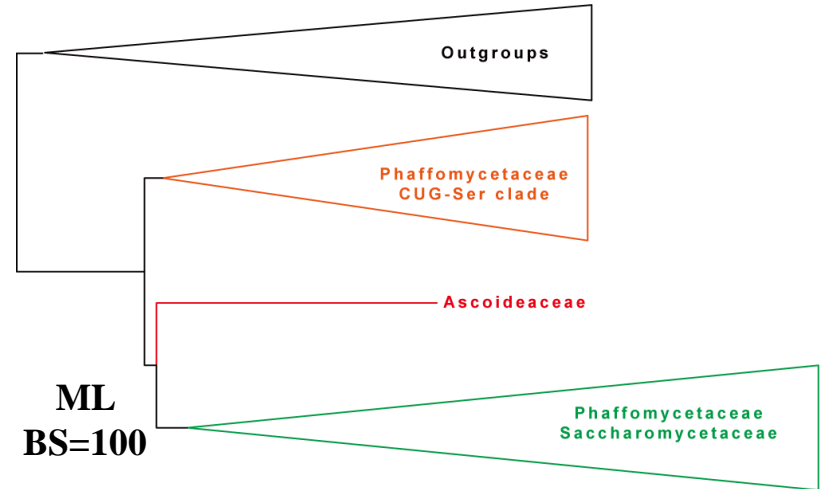 Outgroups
Phaffomycetaceae
CUG-Ser clade
Ascoideaceae
ML
BS=100
Phaffomycetaceae
Saccharomycetaceae